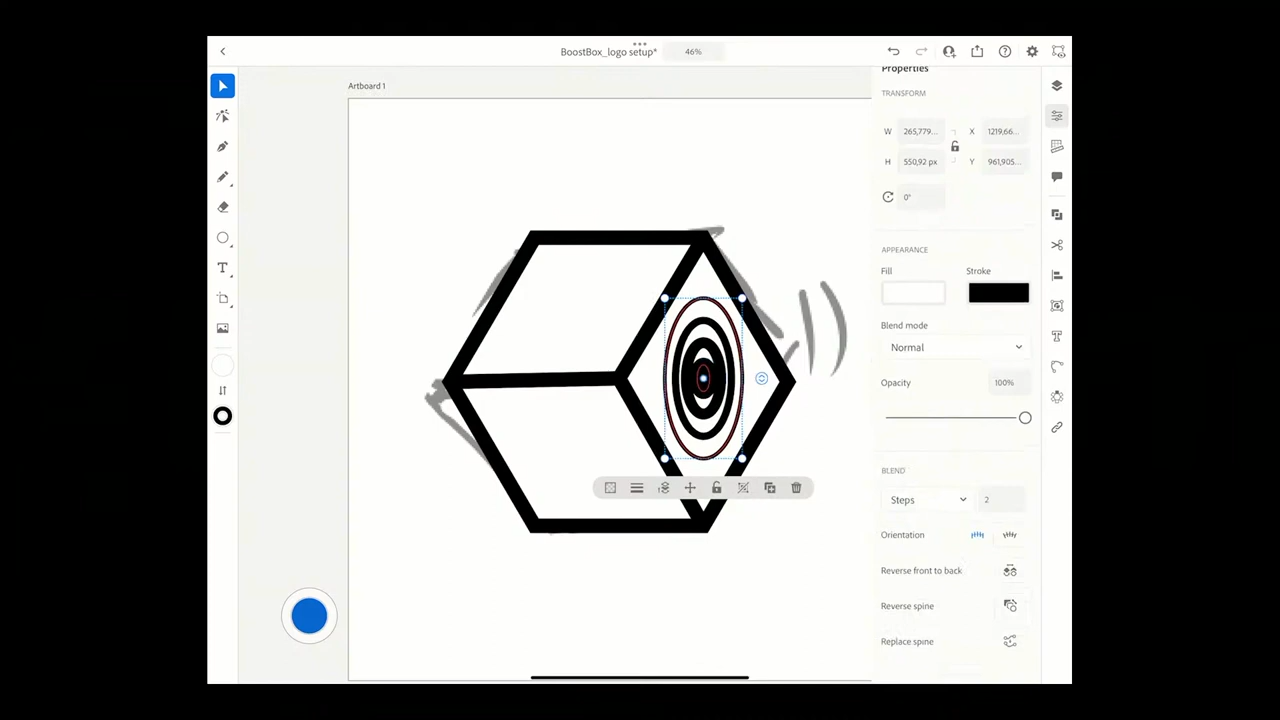 BoostBox_logo setup*
46%
Artboard 1
Properties
TRANSFORM
W 265,779... X 1219,66...
H 550,92 px Y 961,905...
0°
APPEARANCE
Fill Stroke
Blend mode
Normal
Opacity 100%
BLEND
Steps 2
Orientation
Reverse front to back
Reverse spine
Replace spine
T